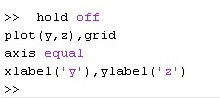 >> hold off
plot(y,z),grid
axis equal
xlabel('y'),ylabel('z')
>>